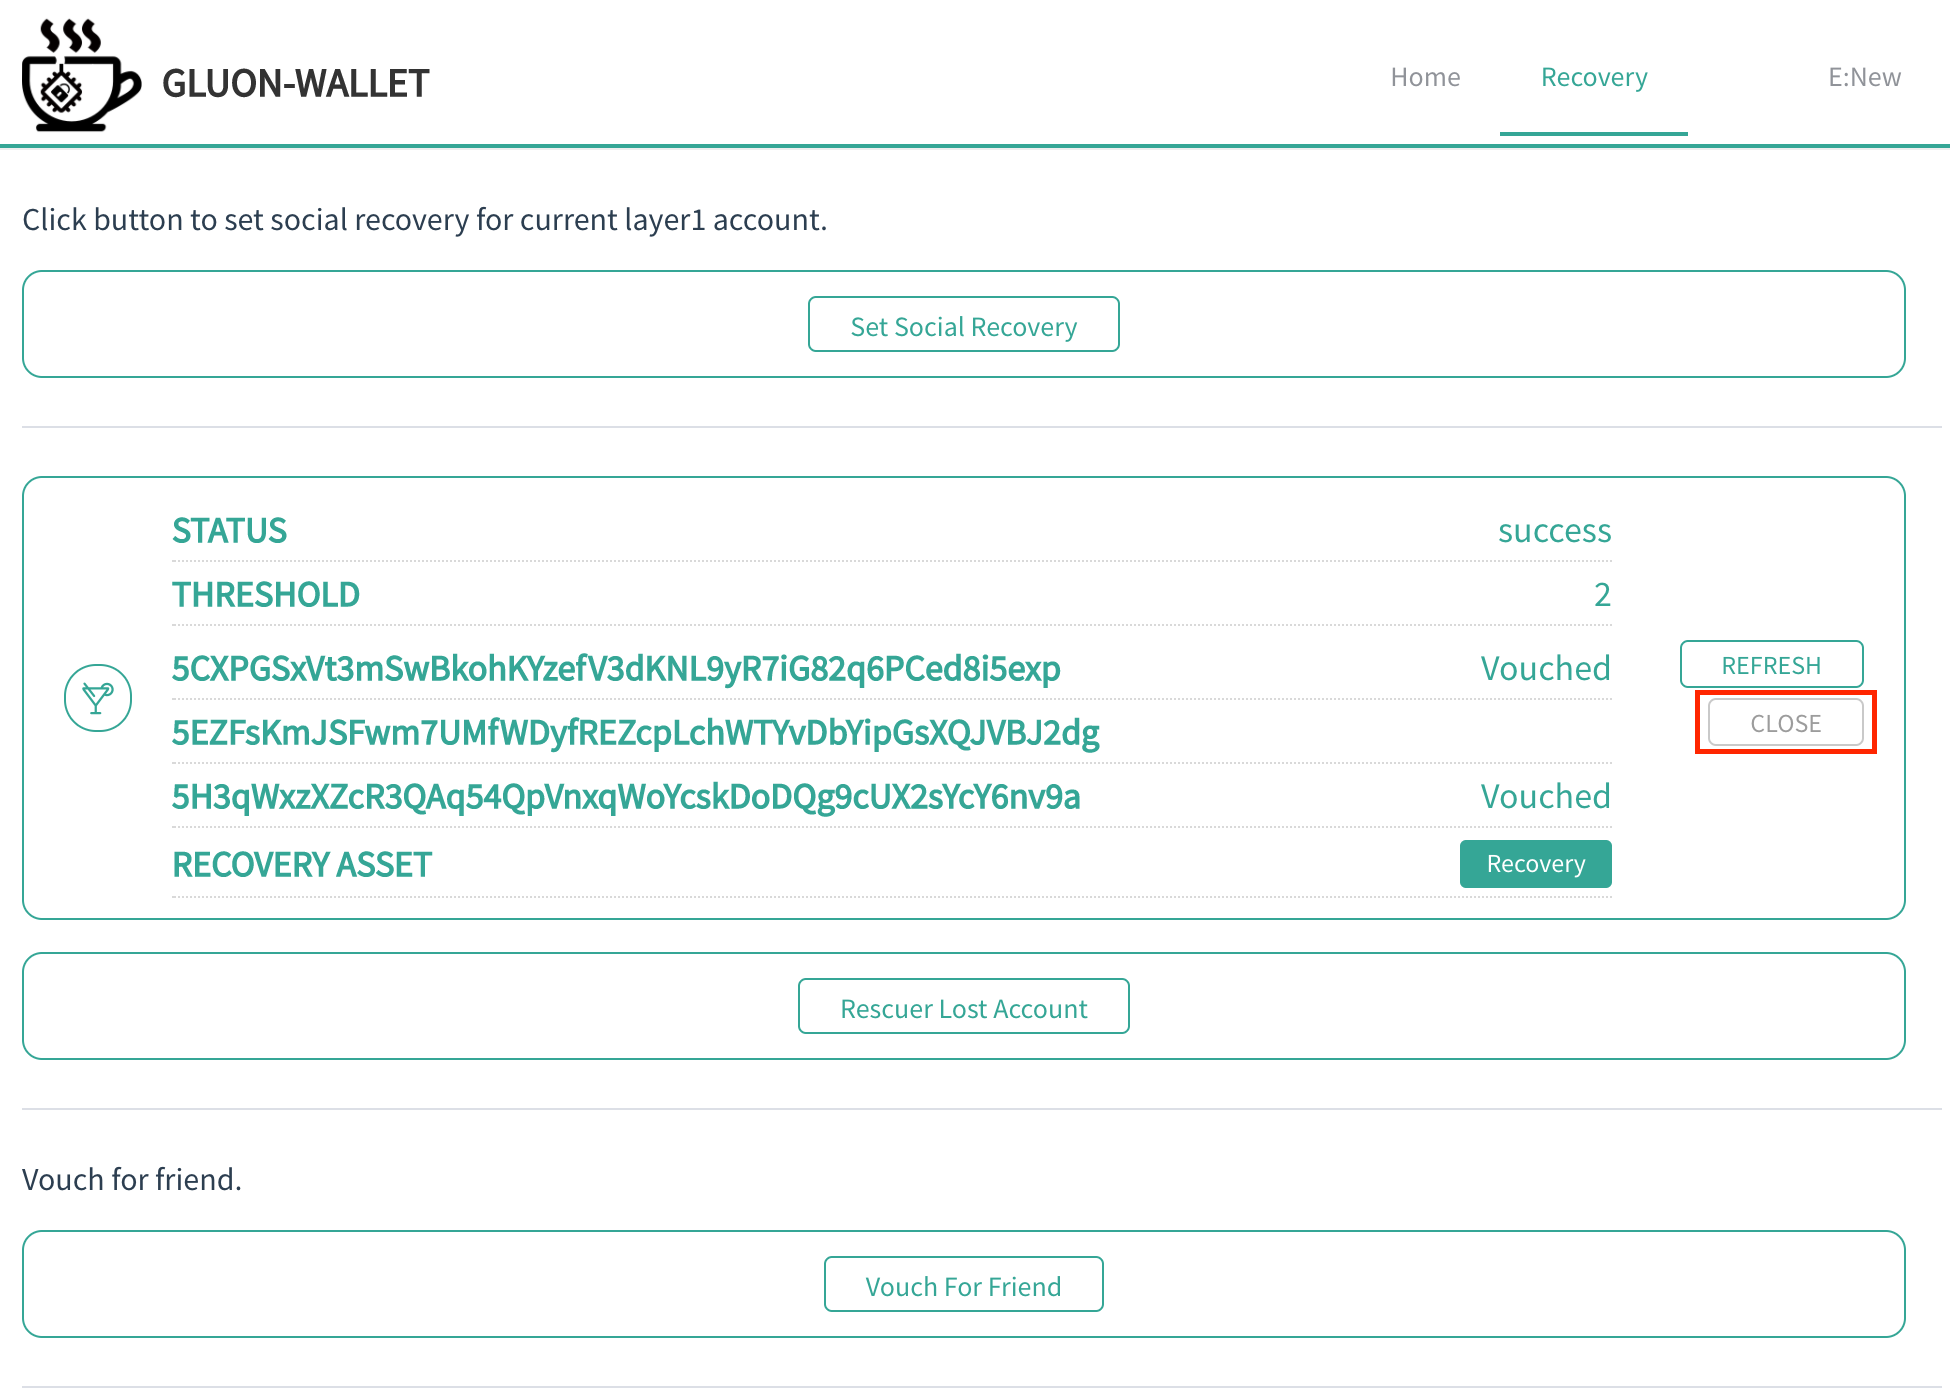 GLUON-WALLET
Home Recovery E:New
Click button to set social recovery for current layer1 account.
Set Social Recovery
STATUS success
THRESHOLD 2
5CXPGSxVt3mSwBkohKYzefV3dKNL9yR7iG82q6PCed8i5exp Vouched
REFRESH
5EZFsKmJSFwm7UMfWDyfREZcpLchWTYvDbYipGsXQJVBJ2dg
CLOSE
5H3qWxzXZcR3QAq54QpVnxqWoYcskDoDQg9cUX2sYcY6nv9a Vouched
RECOVERY ASSET Recovery
Rescuer Lost Account
Vouch for friend.
Vouch For Friend